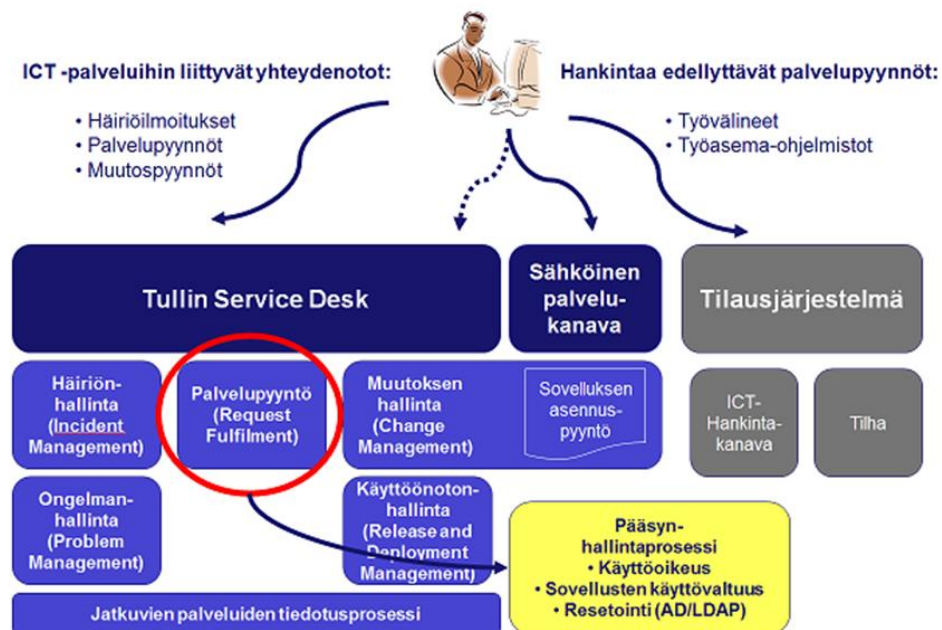 ICT -palveluihin liittyvät yhteydenotot:
• Häiriöilmoitukset
• Palvelupyynnöt
• Muutospyynnöt
Hankintaa edellyttävät palvelupyynnöt:
• Työvälineet
• Työasema-ohjelmistot
Tullin Service Desk
Sähköinen
palvelu-
kanava
Tilausjärjestelmä
Häiriön-
hallinta
(Incident
Management)
Palvelupyyntö
(Request
Fulfilment)
Muutoksen
hallinta
(Change
Management)
Sovelluksen
asennus-
pyyntö
ICT-
Hankinta-
kanava
Tilha
Ongelman-
hallinta
(Problem
Management)
Käyttöönoton-
hallinta
(Release and
Deployment
Management)
Pääsyn-
hallintaprosessi
• Käyttöoikeus
• Sovellusten käyttövaltuus
• Resetointi (AD/LDAP)
Jatkuvien palveluiden tiedotusprosessi